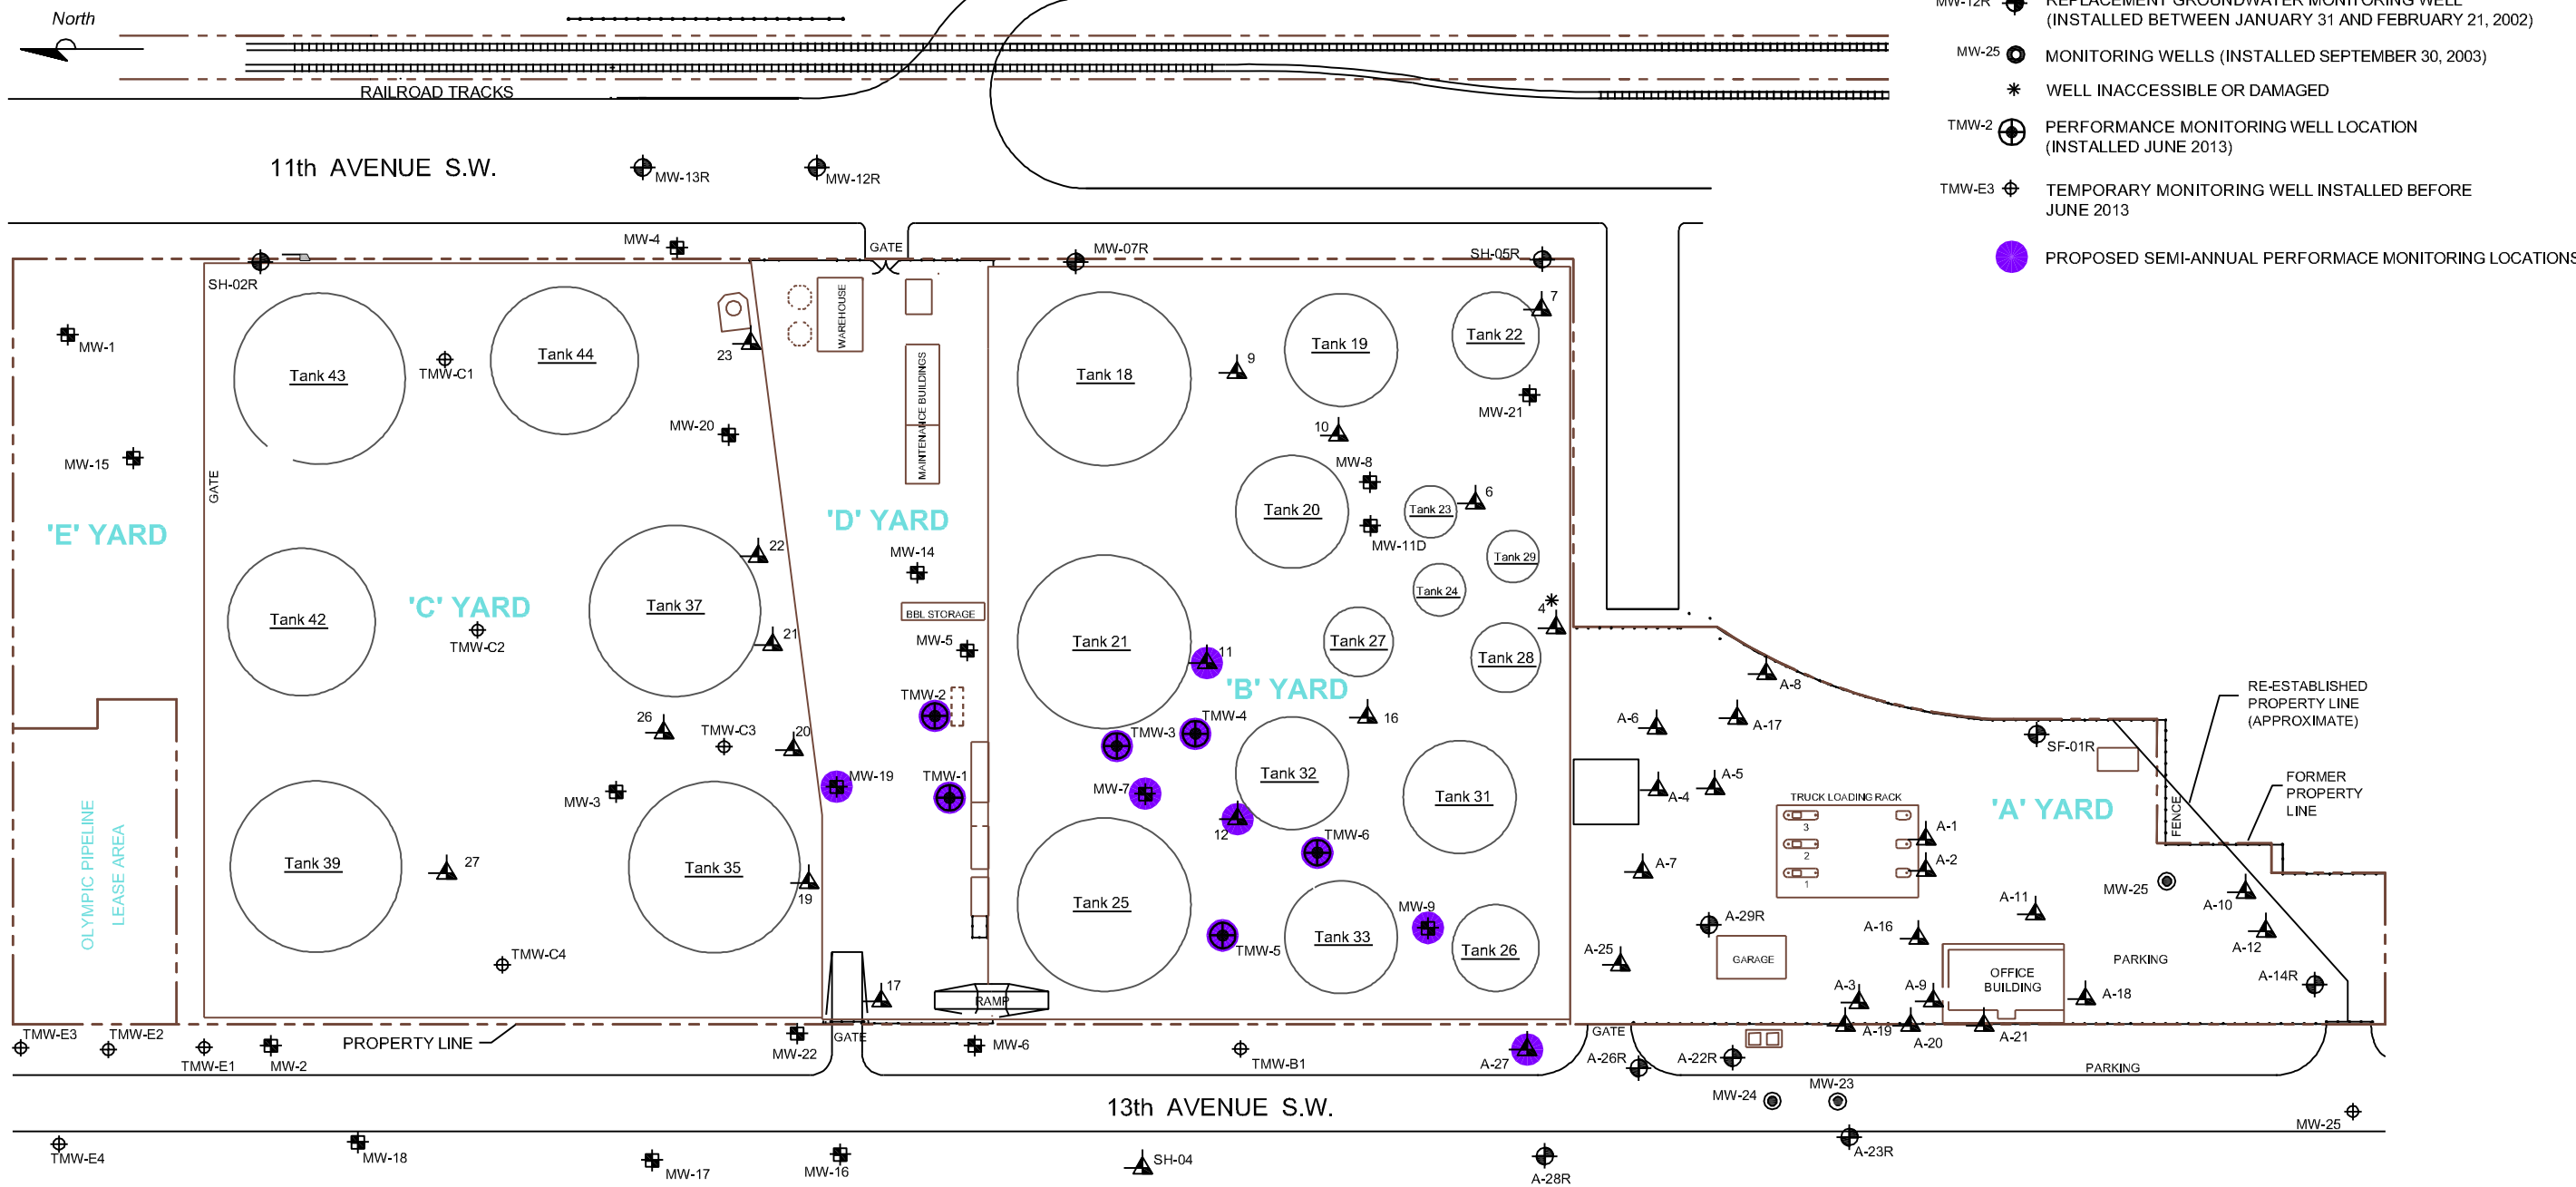 North
RAILROAD TRACKS
11th AVENUE S.W.
MW-13R
MW-12R
MW-12R
REPLACEMENT GROUNDWATER MONITORING WELL
(INSTALLED BETWEEN JANUARY 31 AND FEBRUARY 21, 2002)
MW-25
MONITORING WELLS (INSTALLED SEPTEMBER 30, 2003)
WELL INACCESSIBLE OR DAMAGED
TMW-2
PERFORMANCE MONITORING WELL LOCATION
(INSTALLED JUNE 2013)
TMW-E3
TEMPORARY MONITORING WELL INSTALLED BEFORE
JUNE 2013
PROPOSED SEMI-ANNUAL PERFORMACE MONITORING LOCATIONS
MW-4
GATE
MW-07R
SH-05R
SH-02R
MW-1
Tank 43
TMW-C1
Tank 44
23
WAREHOUSE
MAINTENANCE BUILDINGS
Tank 18
9
Tank 19
Tank 22
7
MW-21
MW-20
10
MW-15
GATE
MW-8
'E' YARD
'D' YARD
Tank 20
Tank 23
6
MW-11D
MW-14
22
Tank 29
Tank 24
'C' YARD
Tank 42
Tank 37
BBL STORAGE
4
TMW-C2
21
MW-5
Tank 21
11
Tank 27
Tank 28
'B' YARD
A-8
TMW-2
26
TMW-C3
20
TMW-4
TMW-3
16
A-6
A-17
RE-ESTABLISHED
PROPERTY LINE
(APPROXIMATE)
SF-01R
MW-19
TMW-1
MW-7
Tank 32
Tank 31
A-5
A-4
FORMER
PROPERTY
LINE
MW-3
12
TRUCK LOADING RACK
3
2
1
'A' YARD
FENCE
A-1
A-2
TMW-6
OLYMPIC PIPELINE
LEASE AREA
Tank 39
27
Tank 35
19
Tank 25
A-7
MW-25
A-10
A-11
MW-9
A-29R
A-16
A-12
TMW-5
Tank 33
Tank 26
TMW-C4
A-25
GARAGE
OFFICE
BUILDING
PARKING
A-14R
17
RAMP
A-3
A-9
A-18
TMW-E3
TMW-E2
TMW-E1
MW-2
PROPERTY LINE
MW-22
GATE
MW-6
TMW-B1
A-27
GATE
A-26R
A-22R
A-19
A-20
A-21
PARKING
13th AVENUE S.W.
MW-24
MW-23
MW-25
TMW-E4
MW-18
MW-17
MW-16
SH-04
A-28R
A-23R